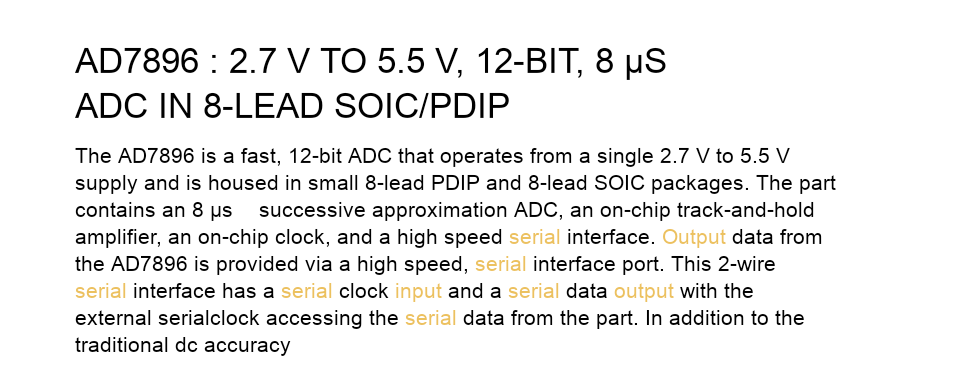 AD7896 : 2.7 V TO 5.5 V, 12-BIT, 8 µS
ADC IN 8-LEAD SOIC/PDIP
The AD7896 is a fast, 12-bit ADC that operates from a single 2.7 V to 5.5 V
supply and is housed in small 8-lead PDIP and 8-lead SOIC packages. The part
contains an 8 µs successive approximation ADC, an on-chip track-and-hold
amplifier, an on-chip clock, and a high speed serial interface. Output data from
the AD7896 is provided via a high speed, serial interface port. This 2-wire
serial interface has a serial clock input and a serial data output with the
external serialclock accessing the serial data from the part. In addition to the
traditional dc accuracy